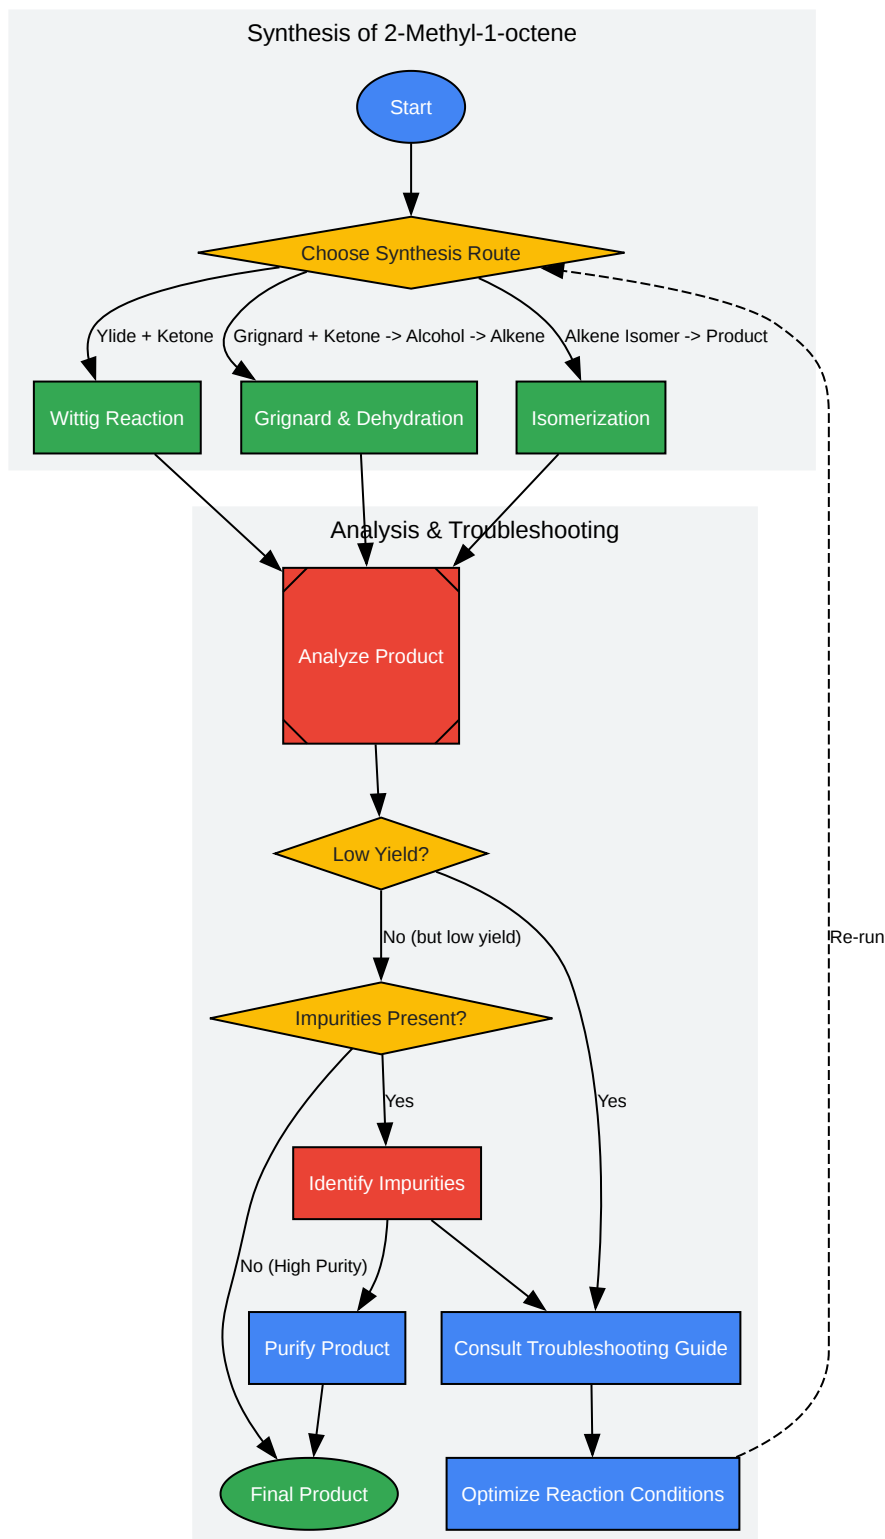 Synthesis of 2-Methyl-1-octene
Start
Choose Synthesis Route
Ylide + Ketone
Grignard + Ketone -> Alcohol -> Alkene
Alkene Isomer -> Product
Wittig Reaction
Grignard & Dehydration
Isomerization
Analysis & Troubleshooting
Analyze Product
Low Yield?
No (but low yield)
Re-run
Impurities Present?
Yes
Yes
Identify Impurities
No (High Purity)
Purify Product
Consult Troubleshooting Guide
Final Product
Optimize Reaction Conditions